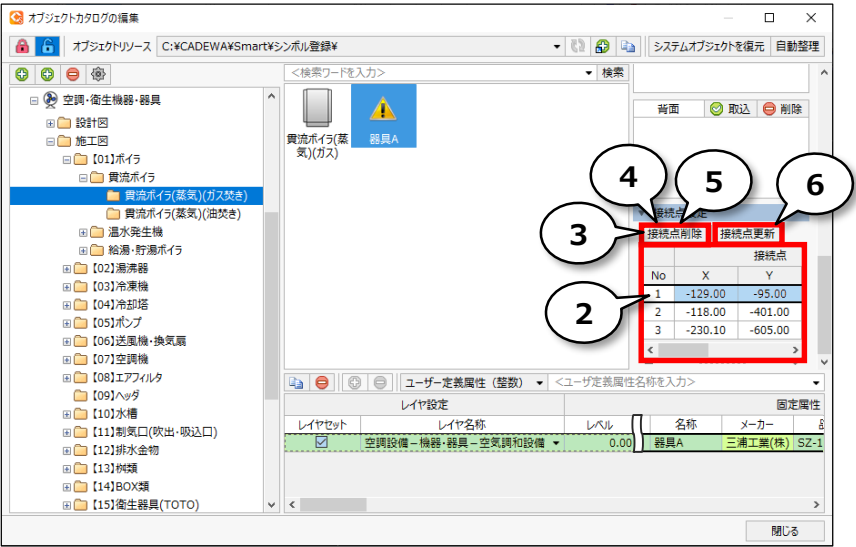 オブジェクトカタログの編集
オブジェクトリソース C:¥CADEWA¥Smart¥シンボル登録¥
システムオブジェクトを復元 自動整理
<検索ワードを入力> 検索
空調･衛生機器･器具
設計図
施工図
【01】ボイラ
貫流ボイラ
貫流ボイラ(蒸気)(ガス焚き)
貫流ボイラ(蒸気)(油焚き)
温水発生機
給湯･貯湯ボイラ
【02】湯沸器
【03】冷凍機
【04】冷却塔
【05】ポンプ
【06】送風機･換気扇
【07】空調機
【08】エアフィルタ
【09】ヘッダ
【10】水槽
【11】制気口(吹出･吸込口)
【12】排水金物
【13】桝類
【14】BOX類
【15】衛生器具(TOTO)
貫流ボイラ(蒸
気)(ガス)
器具A
背面 取込 削除
4 5 6
3
2
接続点削除 接続点更新
接続点
No X Y
1 -129.00 -95.00
2 -118.00 -401.00
3 -230.10 -605.00
ユーザー定義属性（整数） <ユーザ定義属性名称を入力>
レイヤ設定 固定属性
レイヤセット レイヤ名称 レベル 名称 メーカー
空調設備－機器･器具－空気調和設備 0.00 器具A 三浦工業(株) SZ-1
閉じる